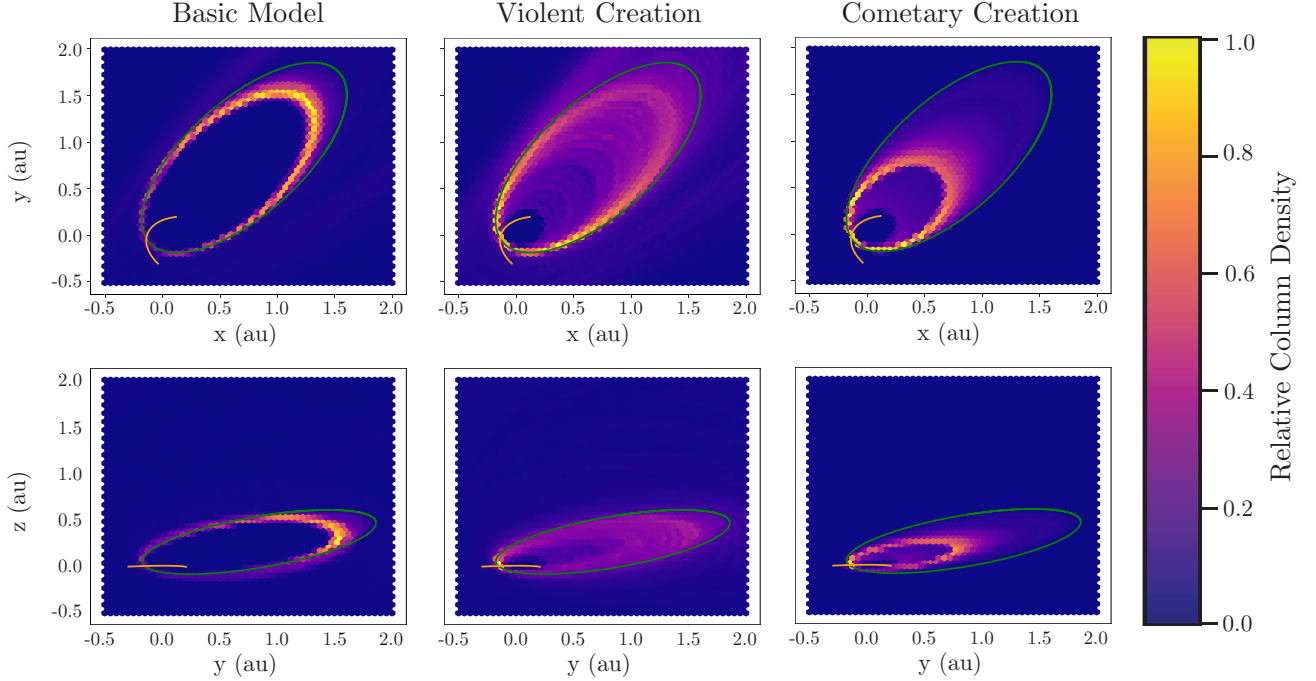 Basic Model Violent Creation Cometary Creation
2.0
1.5
1.0
0.5
0.0
-0.5
y (au)
-0.5 0.0 0.5 1.0 1.5 2.0
x (au)
-0.5 0.0 0.5 1.0 1.5 2.0
x (au)
-0.5 0.0 0.5 1.0 1.5 2.0
x (au)
2.0
1.5
1.0
0.5
0.0
-0.5
z (au)
-0.5 0.0 0.5 1.0 1.5 2.0
y (au)
-0.5 0.0 0.5 1.0 1.5 2.0
y (au)
-0.5 0.0 0.5 1.0 1.5 2.0
y (au)
1.0
0.8
0.6
0.4
0.2
0.0
Relative Column Density